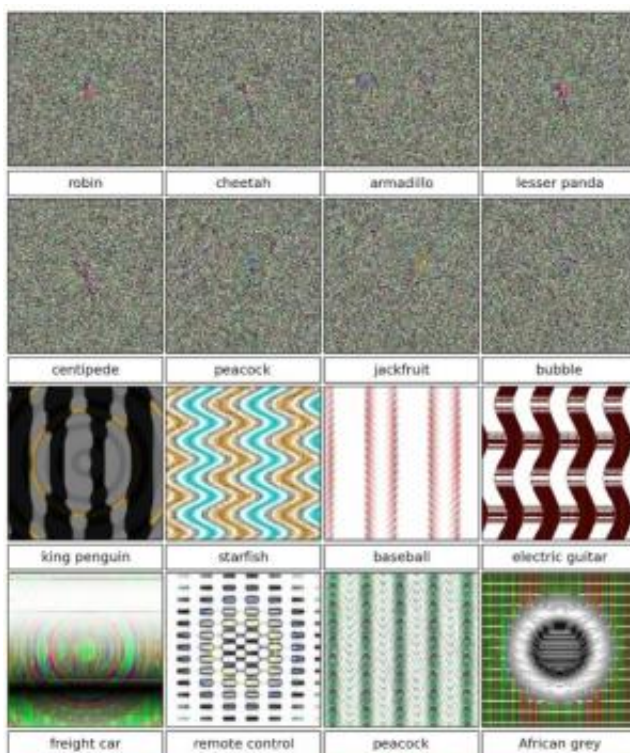 robin cheetah armadillo lesser panda
centipede peacock jackfruit bubble
king penguin starfish baseball electric guitar
freight car remote control peacock African grey